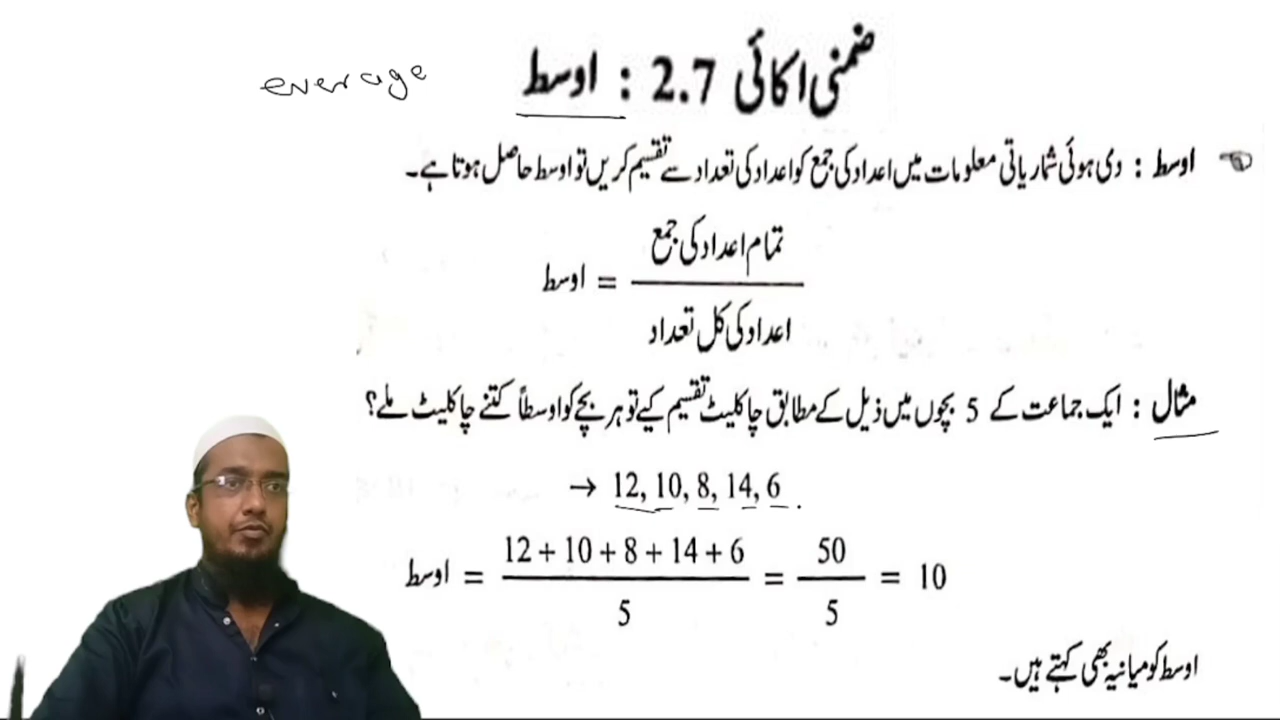 everage
ضمنی اکائی 2.7 : اوسط
اوسط : دی ہوئی شماریاتی معلومات میں اعداد کی جمع کو اعداد کی تعداد سے تقسیم کریں تو اوسط حاصل ہوتا ہے۔
تمام اعداد کی جمع
اوسط =
اعداد کی کل تعداد
مثال : ایک جماعت کے 5 بچوں میں ذیل کے مطابق چاکلیٹ تقسیم کیے تو ہر بچے کو اوسطاً کتنے چاکلیٹ ملے؟
→ 12, 10, 8, 14, 6
12 + 10 + 8 + 14 + 6 50
اوسط = = = 10
5 5
اوسط کو میانیہ بھی کہتے ہیں۔